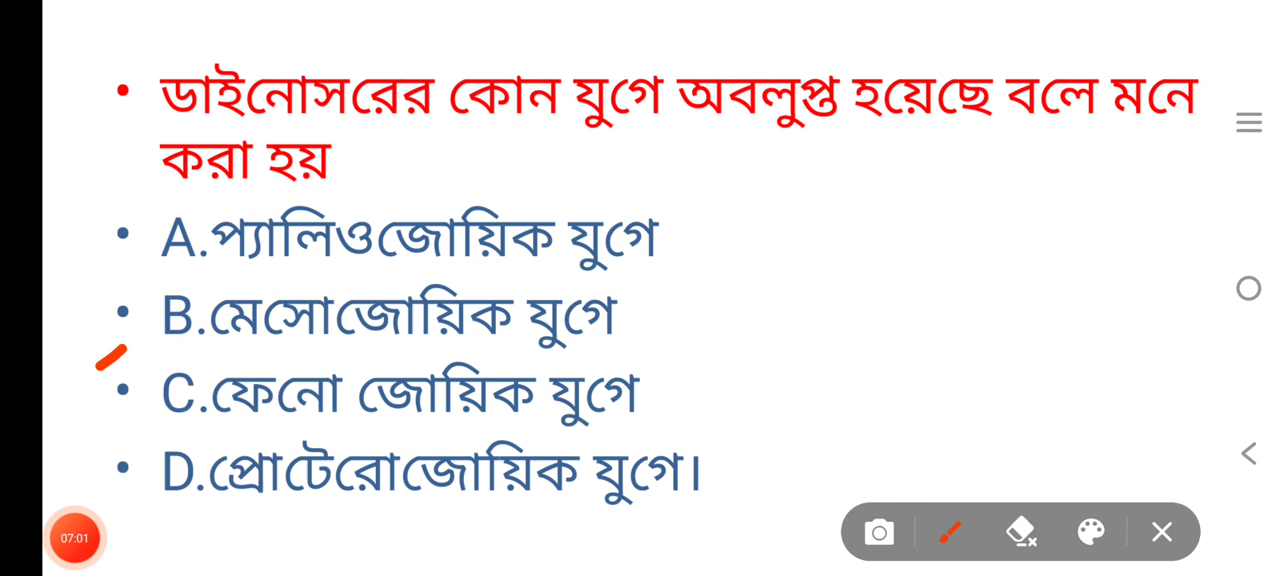 • ডাইনোসরের কোন যুগে অবলুপ্ত হয়েছে বলে মনে
করা হয়
• A.প্যালিওজোয়িক যুগে
• B.মেসোজোয়িক যুগে
• C.ফেনো জোয়িক যুগে
• D.প্রোটেরোজোয়িক যুগে।
07:01